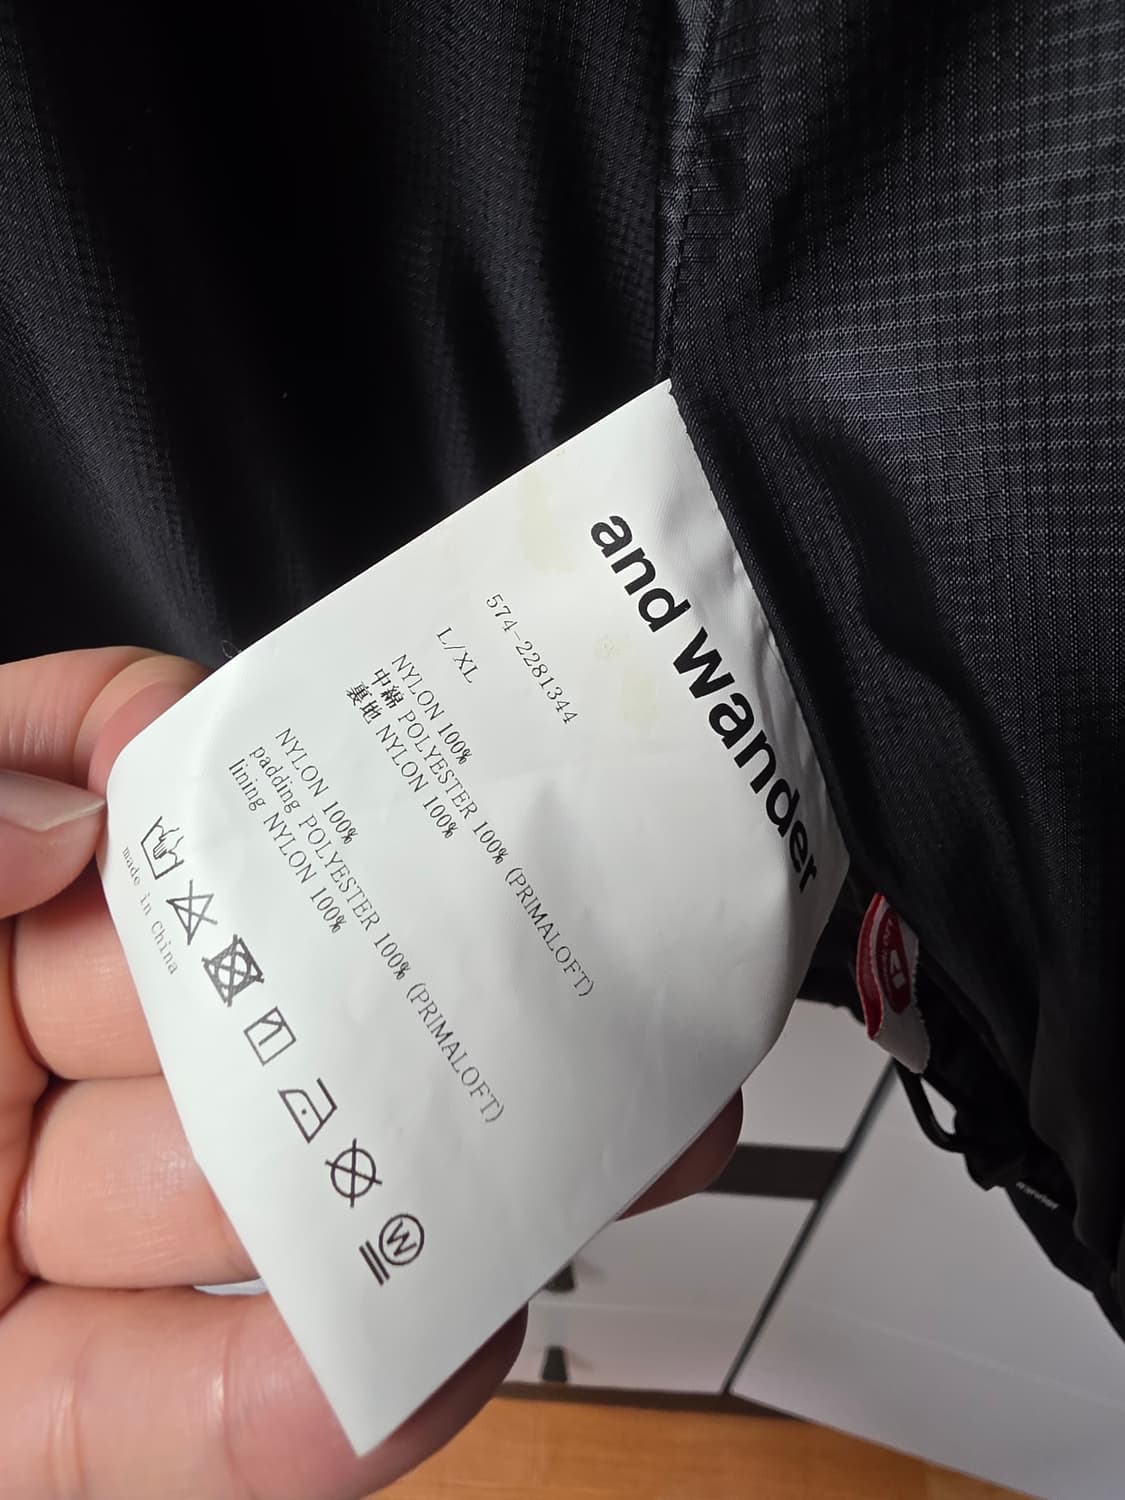 and wander
574-2281344
L/XL
NYLON 100%
中綿 POLYESTER 100% (PRIMALOFT)
裏地 NYLON 100%
NYLON 100%
padding POLYESTER 100% (PRIMALOFT)
lining NYLON 100%
W
made in China